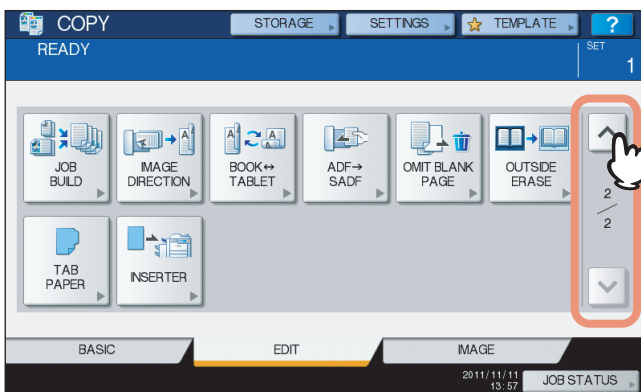 COPY
STORAGE
SETTINGS
TEMPLATE
?
READY
SET
1
JOB
BUILD
IMAGE
DIRECTION
BOOK↔
TABLET
ADF→
SADF
OMIT BLANK
PAGE
OUTSIDE
ERASE
2
2
TAB
PAPER
INSERTER
BASIC
EDIT
IMAGE
2011/11/11
13:57
JOB STATUS